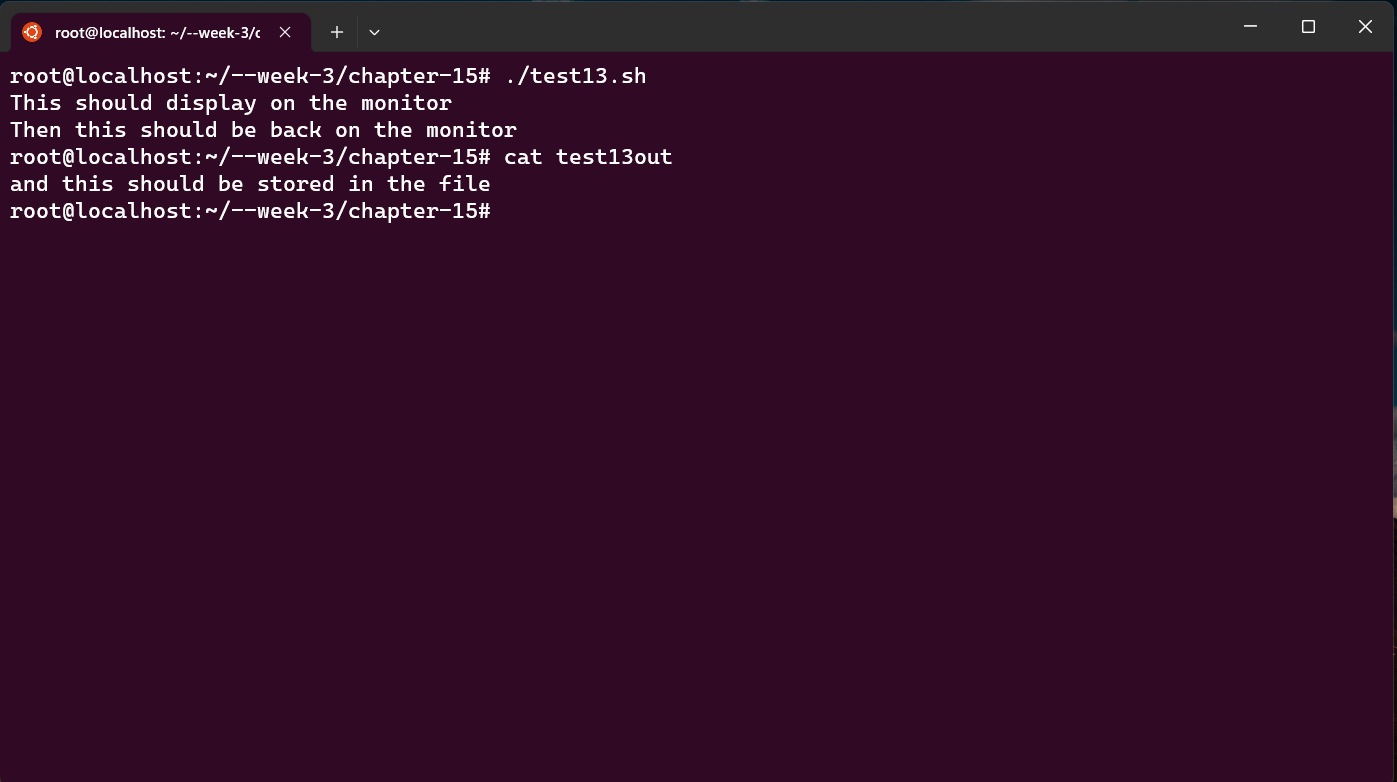 root@localhost: ~/--week-3/c
root@localhost:~/--week-3/chapter-15# ./test13.sh
This should display on the monitor
Then this should be back on the monitor
root@localhost:~/--week-3/chapter-15# cat test13out
and this should be stored in the file
root@localhost:~/--week-3/chapter-15#